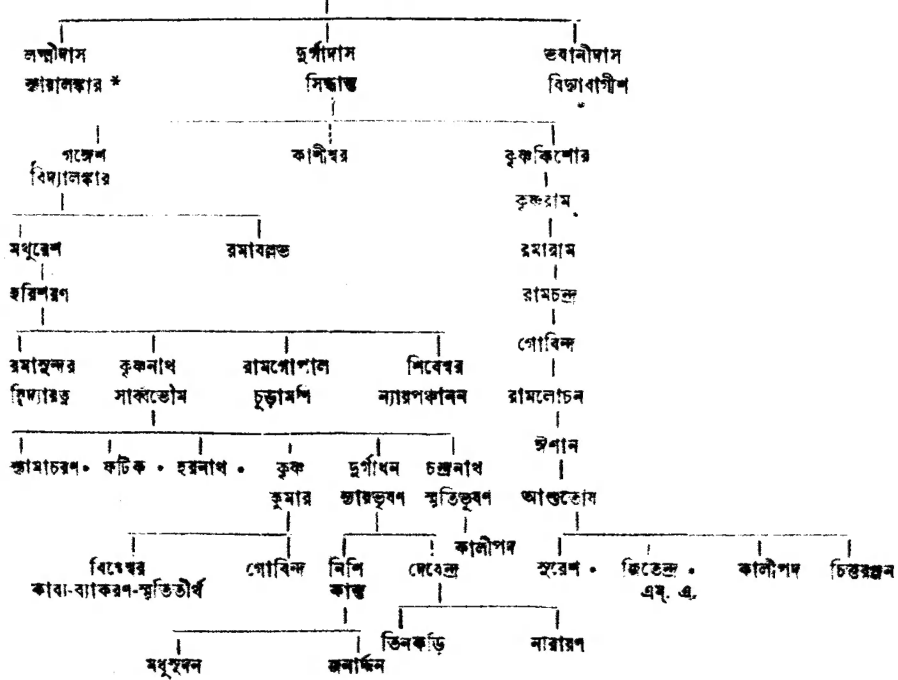 লক্ষ্মীদাস দুর্গাদাস ভবানীদাস
ন্যায়ালঙ্কার * সিদ্ধান্ত বিদ্যাবাগীশ
গঙ্গেশ কাশীশ্বর কৃষ্ণকিশোর
বিদ্যালঙ্কার
কৃষ্ণরাম
মথুরেশ রমাবল্লভ রমারাম
হরিশরণ রামচন্দ্র
গোবিন্দ
রমাসুন্দর কৃষ্ণনাথ রামগোপাল শিবেশ্বর
বিদ্যারত্ন সার্ব্বভৌম চূড়ামণি ন্যায়পঞ্চানন রামলোচন
ঈশান
শ্যামাচরণ • ফটিক • হরনাথ • কৃষ্ণ দুর্গাধন চন্দ্রনাথ
কুমার ন্যায়ভূষণ স্মৃতিভূষণ আশুতোষ
কালীপদ
বিশ্বেশ্বর গোবিন্দ নিশি দেবেন্দ্র সুরেশ • জিতেন্দ্র • কালীপদ চিত্তরঞ্জন
কাব্য-ব্যাকরণ-স্মৃতিতীর্থ কান্ত এম্. এ.
তিনকড়ি নারায়ণ
মধুসূদন জনার্দ্দন